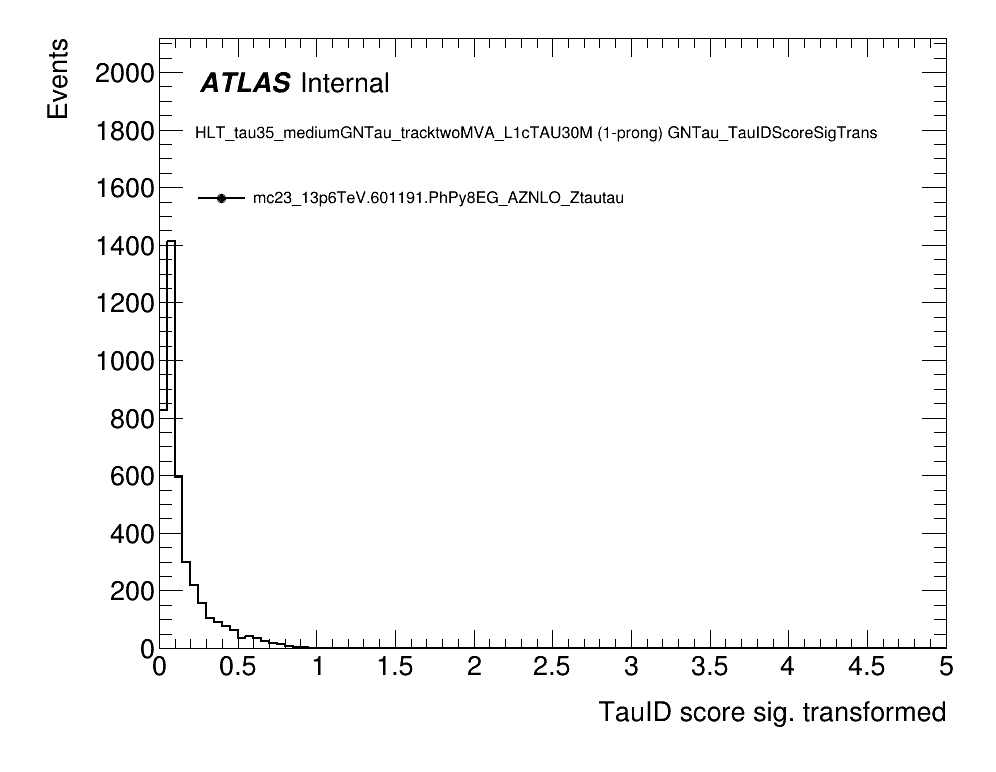 Events
2000
1800
1600
1400
1200
1000
800
600
400
200
0
ATLAS Internal
HLT_tau35_mediumGNTau_tracktwoMVA_L1cTAU30M (1-prong) GNTau_TauIDScoreSigTrans
mc23_13p6TeV.601191.PhPy8EG_AZNLO_Ztautau
0 0.5 1 1.5 2 2.5 3 3.5 4 4.5 5
TauID score sig. transformed